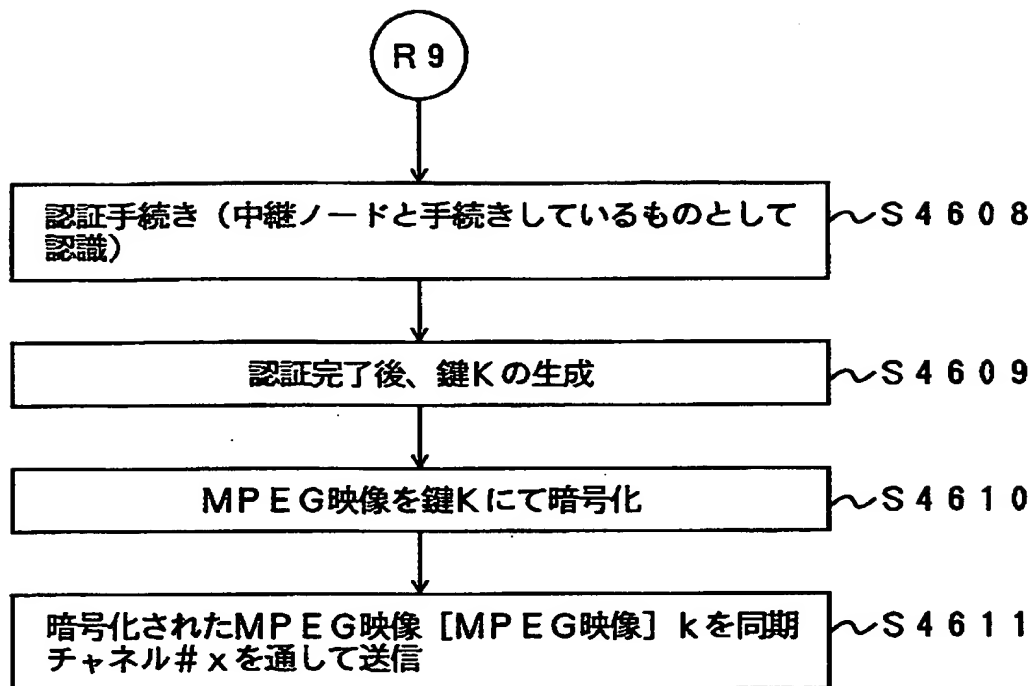 R9
認証手続き（中継ノードと手続きしているものとして
認識）
S4608
認証完了後、鍵Kの生成
S4609
MPEG映像を鍵Kにて暗号化
S4610
暗号化されたMPEG映像［MPEG映像］kを同期
チャネル＃xを通して送信
S4611